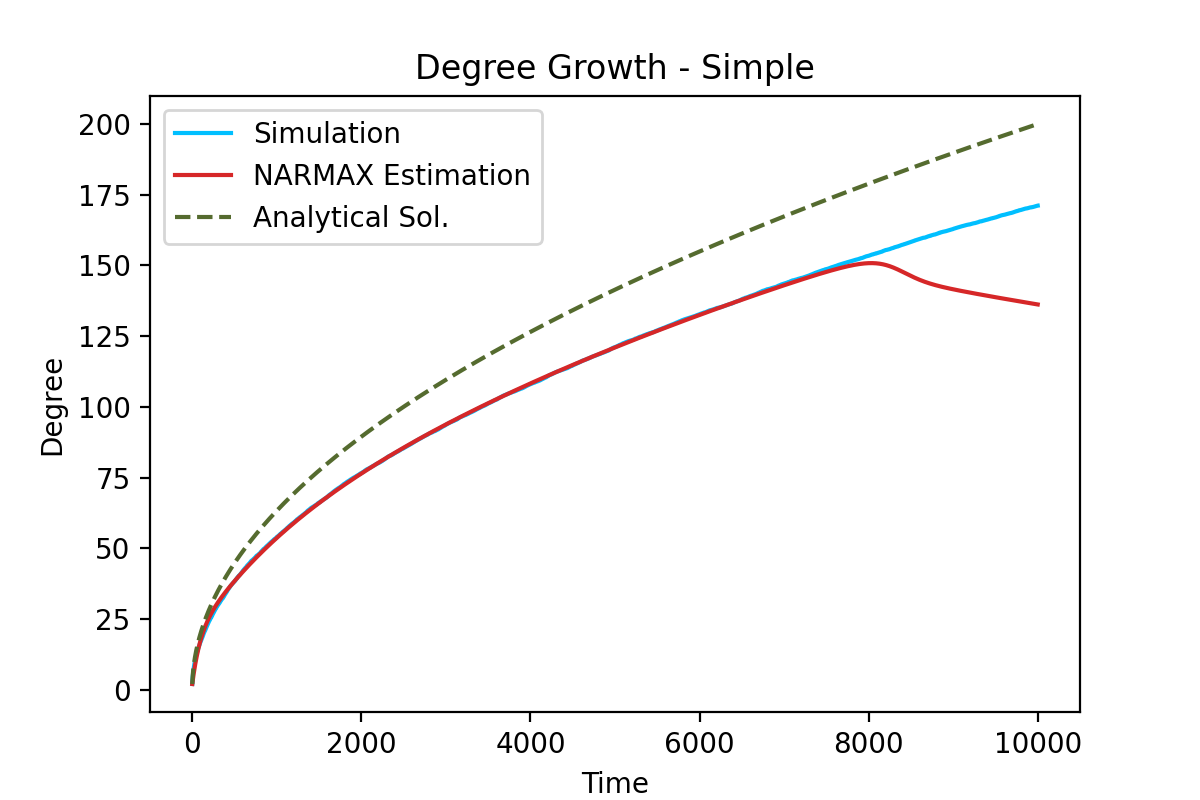 Degree Growth - Simple
Simulation
NARMAX Estimation
Analytical Sol.
200
175
150
125
100
75
50
25
0
Degree
0 2000 4000 6000 8000 10000
Time